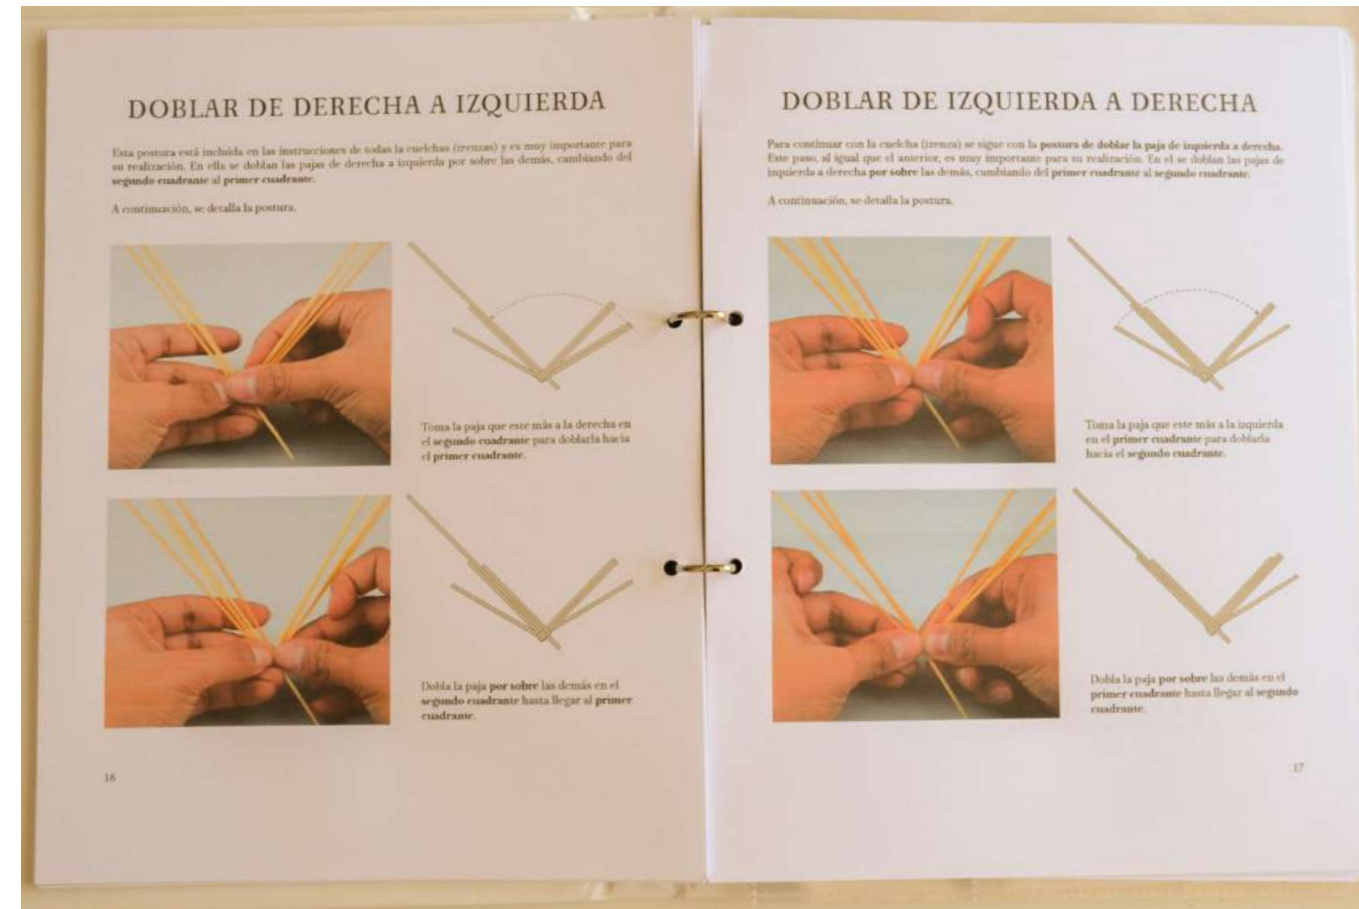 DOBLAR DE DERECHA A IZQUIERDA
Esta postura está incluida en las instrucciones de todas la cuelchas (trenzas) y es muy importante para
su realización. En ella se doblan las pajas de derecha a izquierda por sobre las demás, cambiando del
segundo cuadrante al primer cuadrante.
A continuación, se detalla la postura.
Toma la paja que este más a la derecha en
el segundo cuadrante para doblarla hacia
el primer cuadrante.
Dobla la paja por sobre las demás en el
segundo cuadrante hasta llegar al primer
cuadrante.
16
DOBLAR DE IZQUIERDA A DERECHA
Para continuar con la cuelcha (trenza) se sigue con la postura de doblar la paja de izquierda a derecha.
Este paso, al igual que el anterior, es muy importante para su realización. En el se doblan las pajas de
izquierda a derecha por sobre las demás, cambiando del primer cuadrante al segundo cuadrante.
A continuación, se detalla la postura.
Toma la paja que este más a la izquierda
en el primer cuadrante para doblarla
hacia el segundo cuadrante.
Dobla la paja por sobre las demás en el
primer cuadrante hasta llegar al segundo
cuadrante.
17